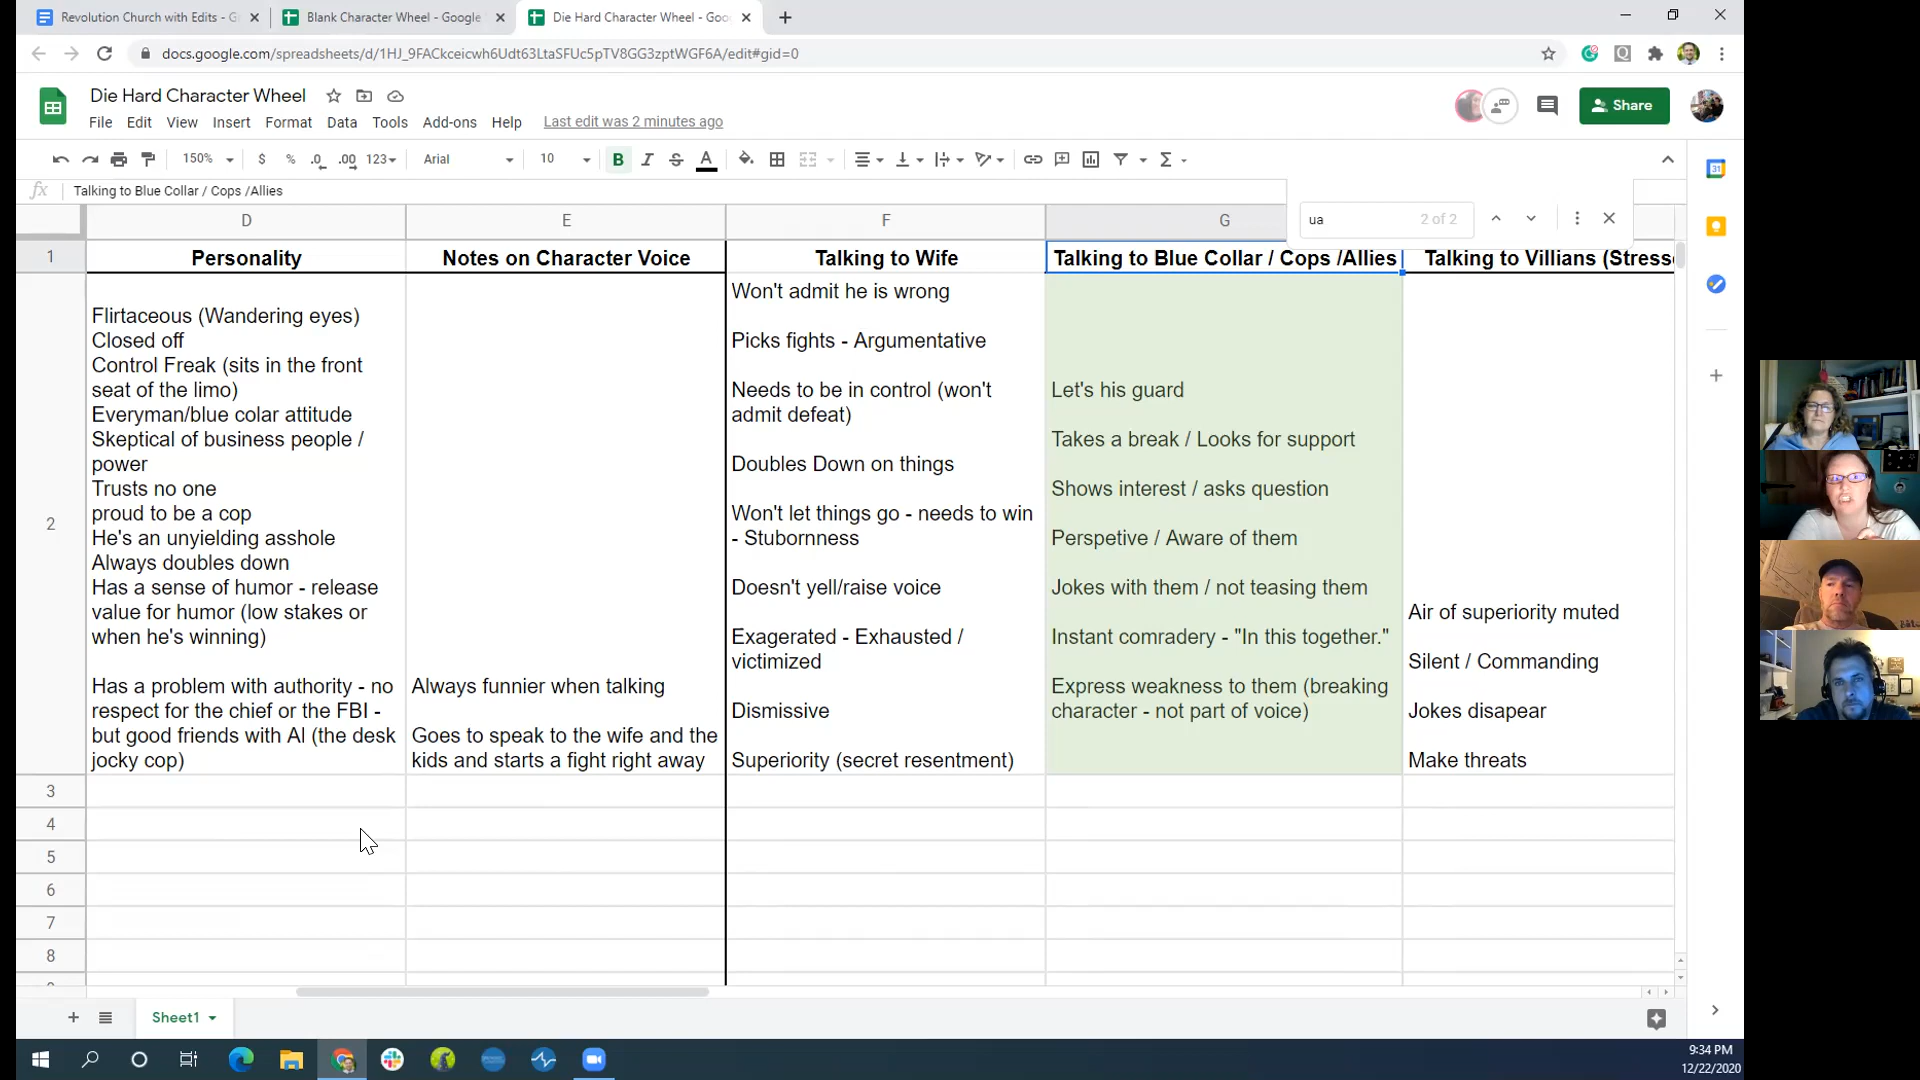 Revolution Church with Edits - G
Blank Character Wheel - Google
Die Hard Character Wheel - Goo
docs.google.com/spreadsheets/d/1HJ_9FACkceicwh6Udt63LtaSFUc5pTV8GG3zptWGF6A/edit#gid=0
Die Hard Character Wheel
Share
File Edit View Insert Format Data Tools Add-ons Help Last edit was 2 minutes ago
150% $ % .0 .00 123 Arial 10 B I S A
fx Talking to Blue Collar / Cops /Allies
ua 2 of 2
D E F G
1 Personality Notes on Character Voice Talking to Wife Talking to Blue Collar / Cops /Allies Talking to Villians (Stress
2
Flirtaceous (Wandering eyes)
Closed off
Control Freak (sits in the front
seat of the limo)
Everyman/blue colar attitude
Skeptical of business people /
power
Trusts no one
proud to be a cop
He's an unyielding asshole
Always doubles down
Has a sense of humor - release
value for humor (low stakes or
when he's winning)
Has a problem with authority - no
respect for the chief or the FBI -
but good friends with Al (the desk
jocky cop)
Always funnier when talking
Goes to speak to the wife and the
kids and starts a fight right away
Won't admit he is wrong
Picks fights - Argumentative
Needs to be in control (won't
admit defeat)
Doubles Down on things
Won't let things go - needs to win
- Stubornness
Doesn't yell/raise voice
Exagerated - Exhausted /
victimized
Dismissive
Superiority (secret resentment)
Let's his guard
Takes a break / Looks for support
Shows interest / asks question
Perspetive / Aware of them
Jokes with them / not teasing them
Instant comradery - "In this together."
Express weakness to them (breaking
character - not part of voice)
Air of superiority muted
Silent / Commanding
Jokes disapear
Make threats
3
4
5
6
7
8
Sheet1
31
9:34 PM
12/22/2020